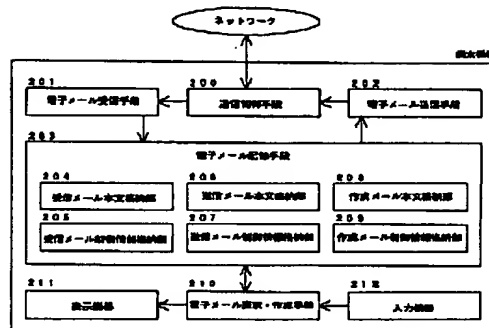 ネットワーク
端末機器
201
200
202
電子メール受信手段
通信制御手段
電子メール送信手段
203
電子メール記憶手段
204
206
208
受信メール本文格納部
送信メール本文格納部
作成メール本文格納部
205
207
209
受信メール制御情報格納部
送信メール制御情報格納部
作成メール制御情報格納部
211
210
212
表示機器
電子メール表示・作成手段
入力機器